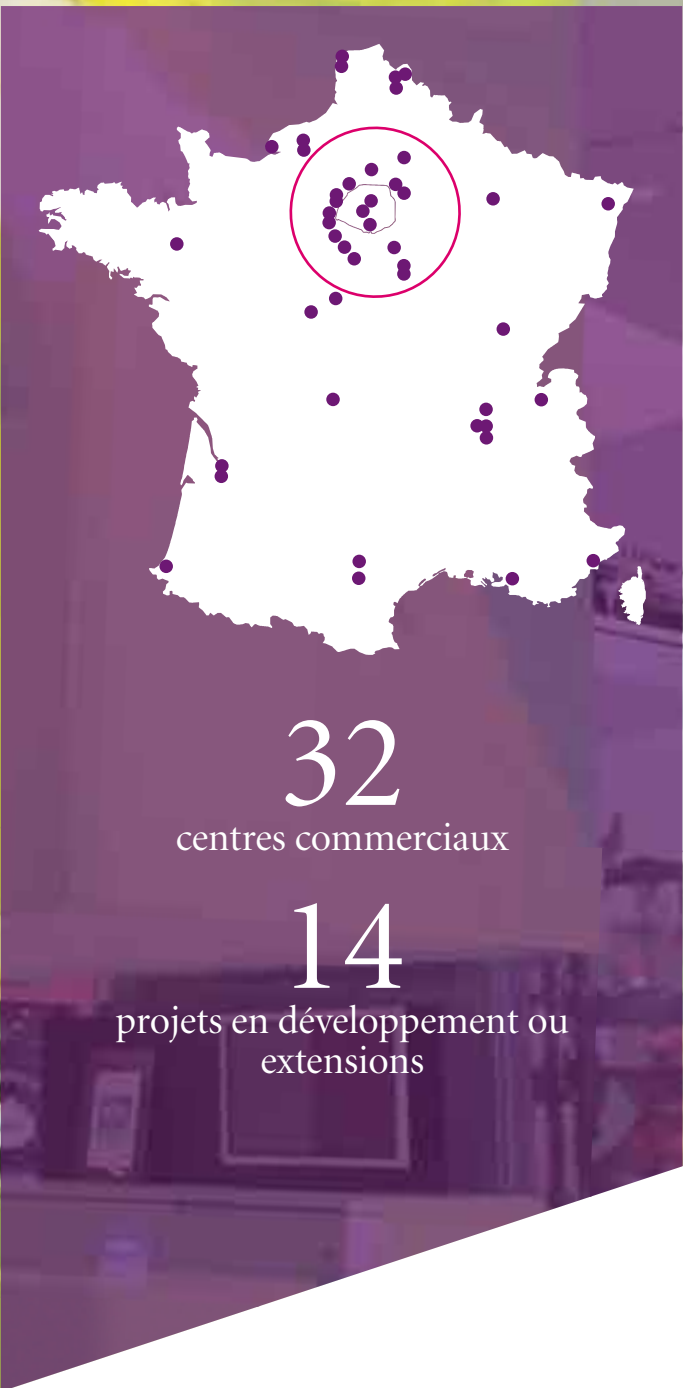 32
centres commerciaux
14
projets en développement ou
extensions